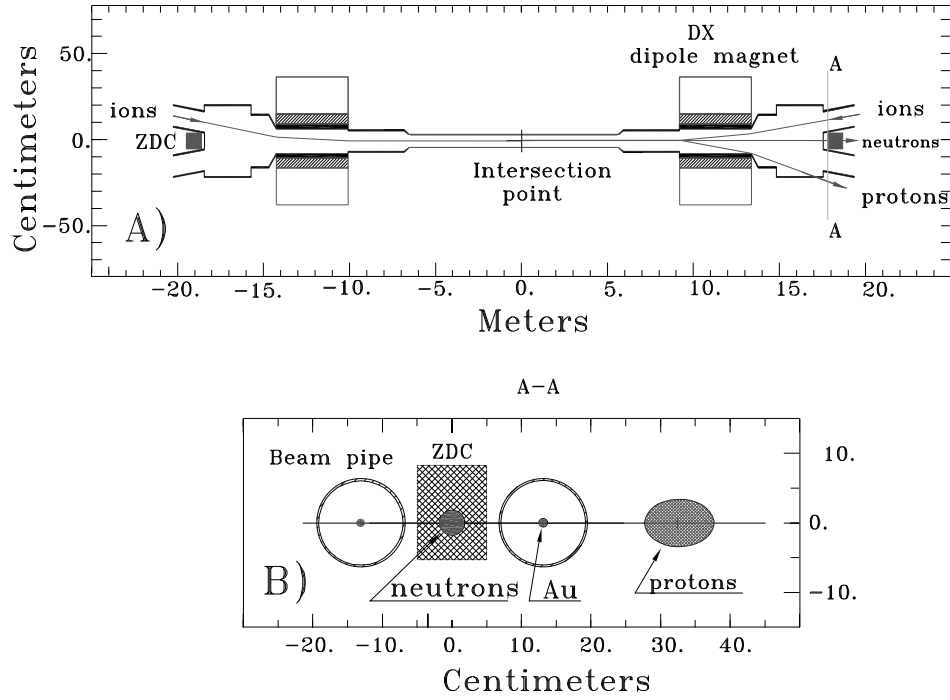 DX
dipole magnet
50.
A
A
ions
ions
0.
ZDC
neutrons
Intersection
point
protons
-50.
A)
A
Centimeters
-20. -15. -10. -5. 0. 5. 10. 15. 20.
Meters
A-A
Beam pipe
ZDC
10.
0.
B)
neutrons
Au
protons
-10.
-20. -10. 0. 10. 20. 30. 40.
Centimeters